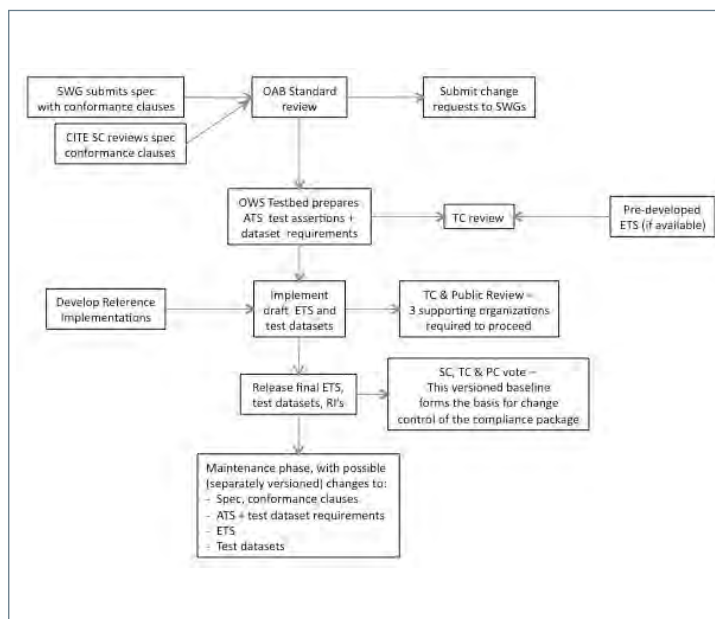 SWG submits spec
with conformance clauses
OAB Standard
review
Submit change
requests to SWGs
CITE SC reviews spec
conformance clauses
OWS Testbed prepares
ATS test assertions +
dataset requirements
TC review
Pre-developed
ETS (if available)
Develop Reference
Implementations
Implement
draft ETS and
test datasets
TC & Public Review –
3 supporting organizations
required to proceed
Release final ETS,
test datasets, RI's
SC, TC & PC vote –
This versioned baseline
forms the basis for change
control of the compliance package
Maintenance phase, with possible
(separately versioned) changes to:
- Spec, conformance clauses
- ATS + test dataset requirements
- ETS
- Test datasets